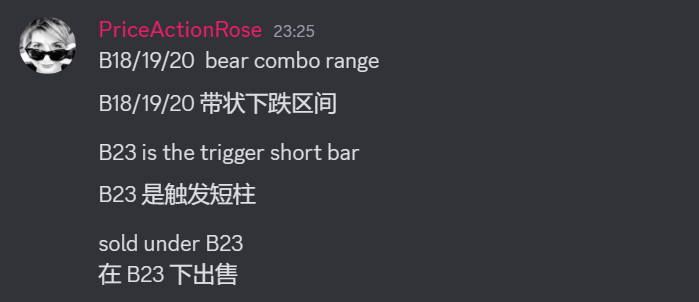 PriceActionRose 23:25
B18/19/20 bear combo range
B18/19/20 带状下跌区间
B23 is the trigger short bar
B23 是触发短柱
sold under B23
在 B23 下出售